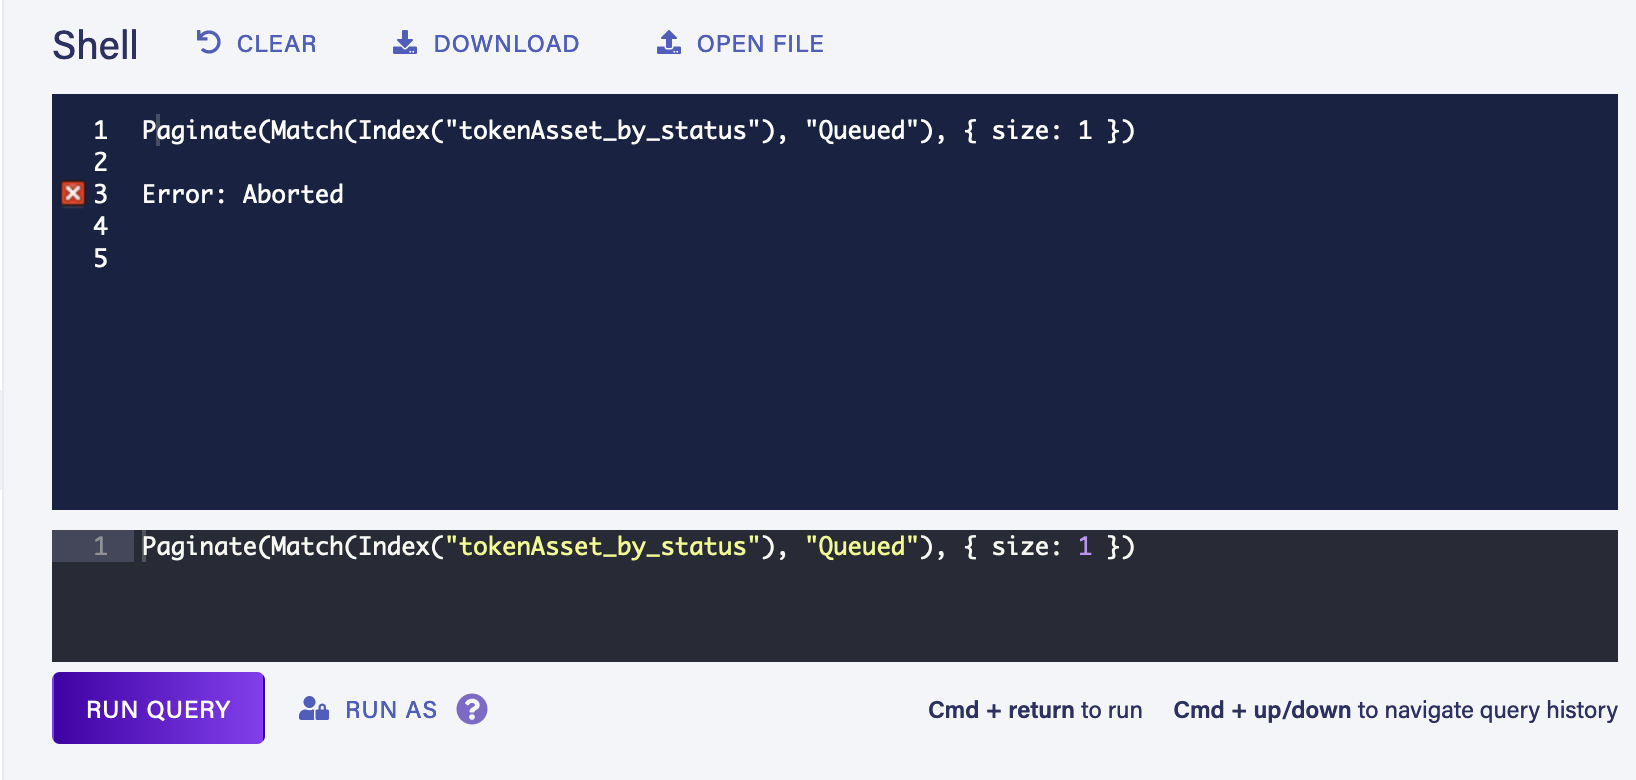 Shell CLEAR DOWNLOAD OPEN FILE
1 Paginate(Match(Index("tokenAsset_by_status"), "Queued"), { size: 1 })
2
3 Error: Aborted
4
5
1 Paginate(Match(Index("tokenAsset_by_status"), "Queued"), { size: 1 })
RUN QUERY RUN AS ? Cmd + return to run Cmd + up/down to navigate query history